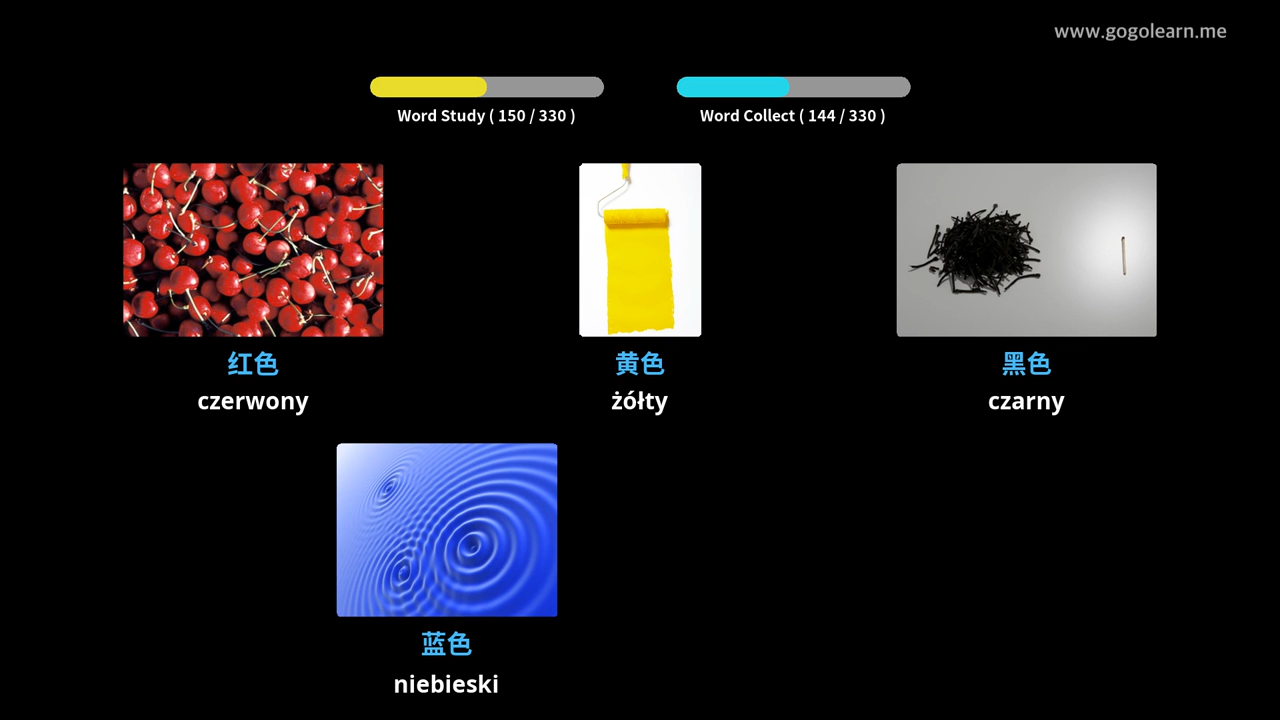 www.gogolearn.me
Word Study ( 150 / 330 )
Word Collect ( 144 / 330 )
红色
czerwony
黄色
żółty
黑色
czarny
蓝色
niebieski